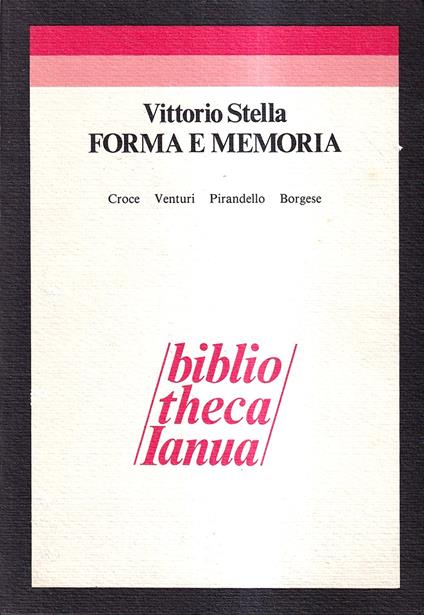 Vittorio Stella
FORMA E MEMORIA
Croce Venturi Pirandello Borgese
/biblio/
/theca/
/Ianua/